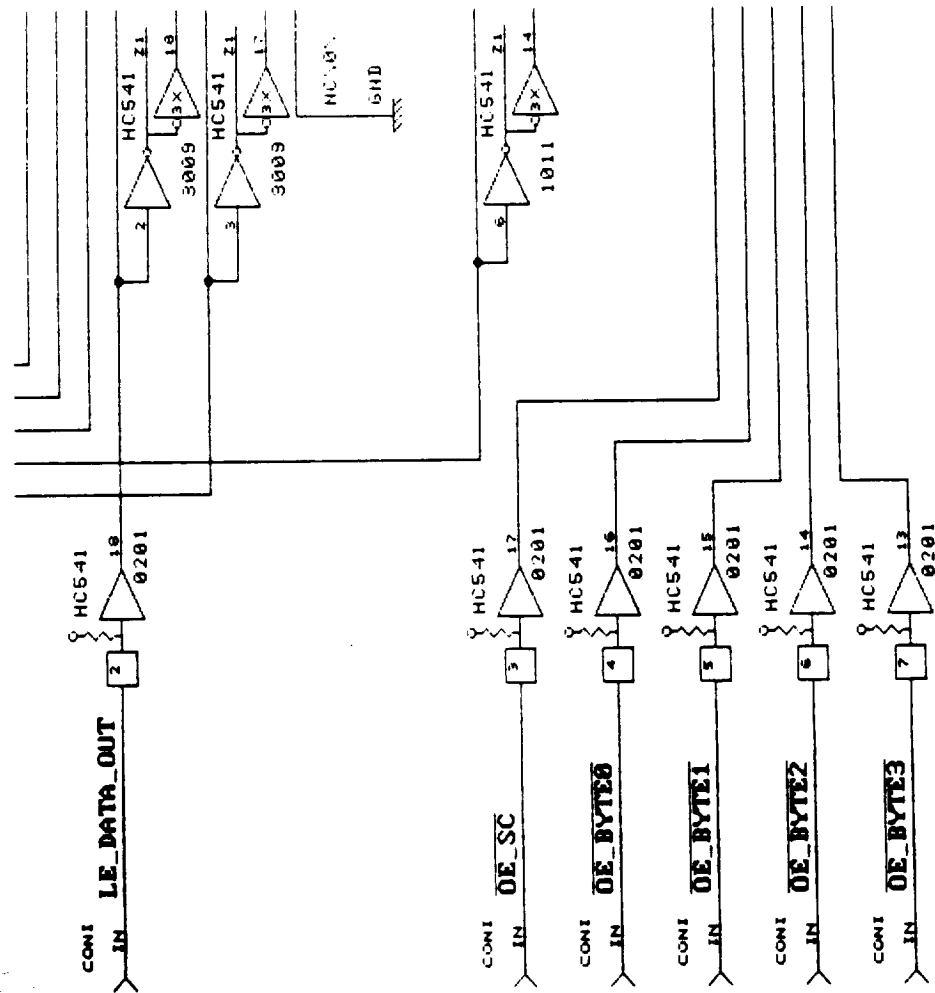 HC541
Z1
18
3X
2
3009
HC541
Z1
3X
3
3009
GND
HC541
Z1
14
3X
6
1011
CONI
IN
LE_DATA_OUT
2
HC541
18
0201
CONI
IN
OE_SC
3
HC541
17
0201
CONI
IN
OE_BYTE0
4
HC541
16
0201
CONI
IN
OE_BYTE1
5
HC541
15
0201
CONI
IN
OE_BYTE2
6
HC541
14
0201
CONI
IN
OE_BYTE3
7
HC541
13
0201